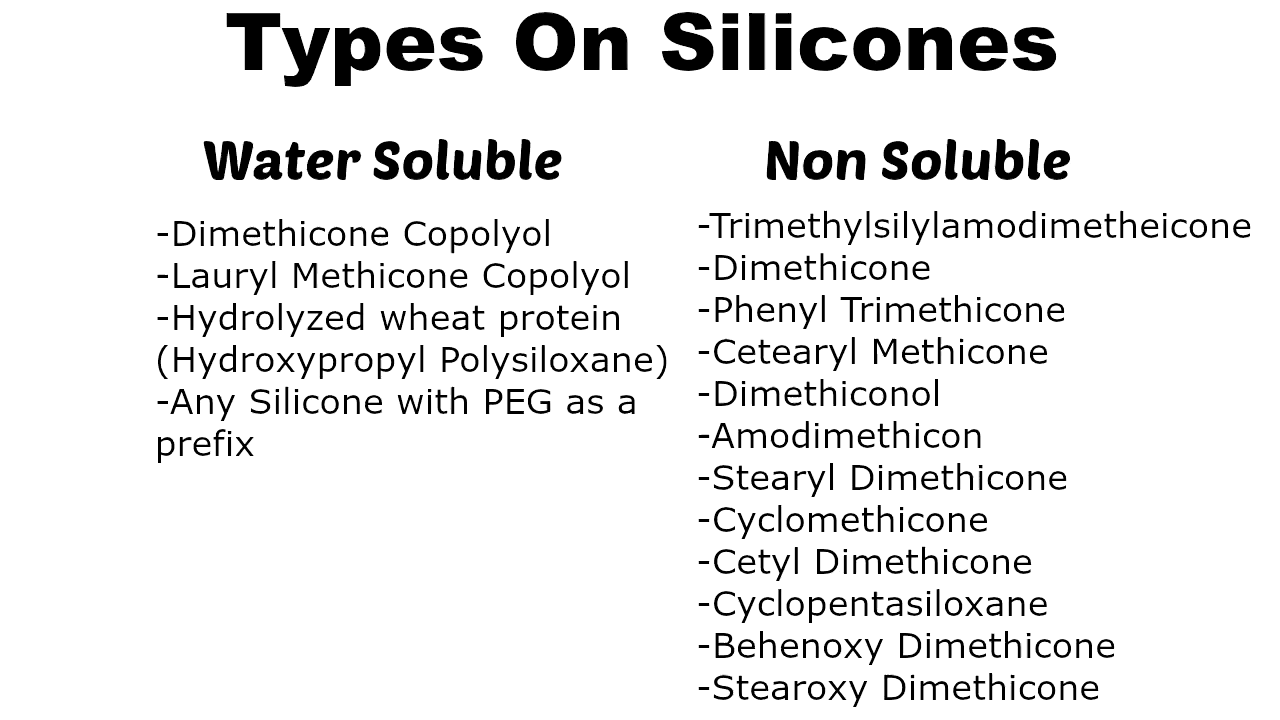 Types On Silicones
Water Soluble
-Dimethicone Copolyol
-Lauryl Methicone Copolyol
-Hydrolyzed wheat protein
(Hydroxypropyl Polysiloxane)
-Any Silicone with PEG as a
prefix
Non Soluble
-Trimethylsilylamodimetheicone
-Dimethicone
-Phenyl Trimethicone
-Cetearyl Methicone
-Dimethiconol
-Amodimethicon
-Stearyl Dimethicone
-Cyclomethicone
-Cetyl Dimethicone
-Cyclopentasiloxane
-Behenoxy Dimethicone
-Stearoxy Dimethicone